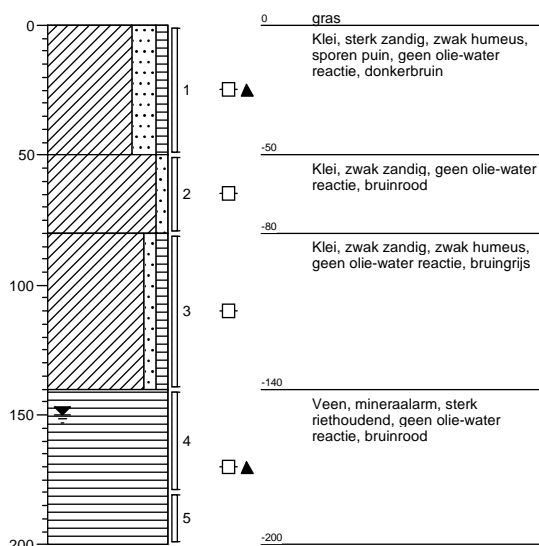 0
0
gras
Klei, sterk zandig, zwak humeus,
sporen puin, geen olie-water
reactie, donkerbruin
1
50
-50
Klei, zwak zandig, geen olie-water
reactie, bruinrood
2
-80
Klei, zwak zandig, zwak humeus,
geen olie-water reactie, bruingrijs
100
3
-140
Veen, mineraalarm, sterk
riethoudend, geen olie-water
reactie, bruinrood
150
4
5
200
-200